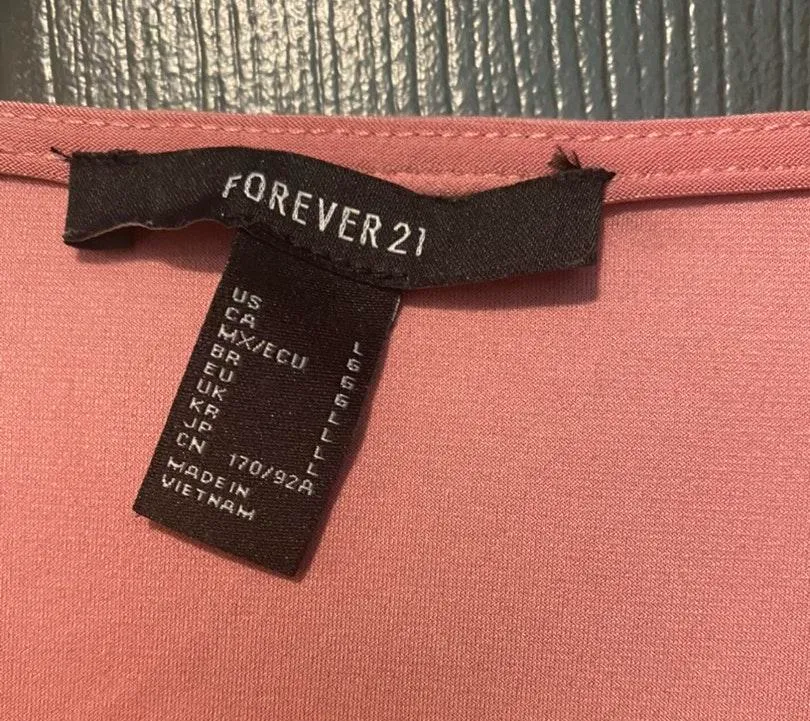 FOREVER 21
US L
CA G
MX/ECU G
BR G
EU L
UK L
KR L
JP L
CN 170/92A
MADE IN
VIETNAM